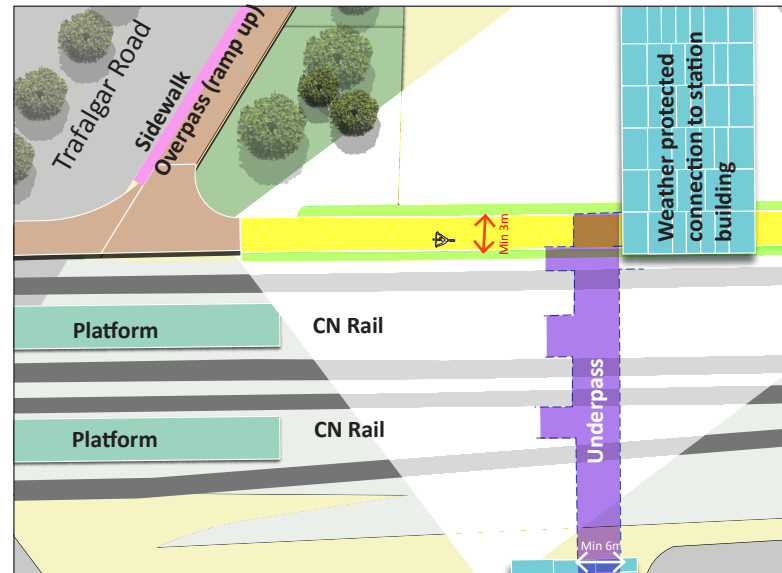 Trafalgar Road
Sidewalk
Overpass (ramp up)
Weather protected
connection to station
building
Min 3m
Platform
CN Rail
Platform
CN Rail
Underpass
Min 6m